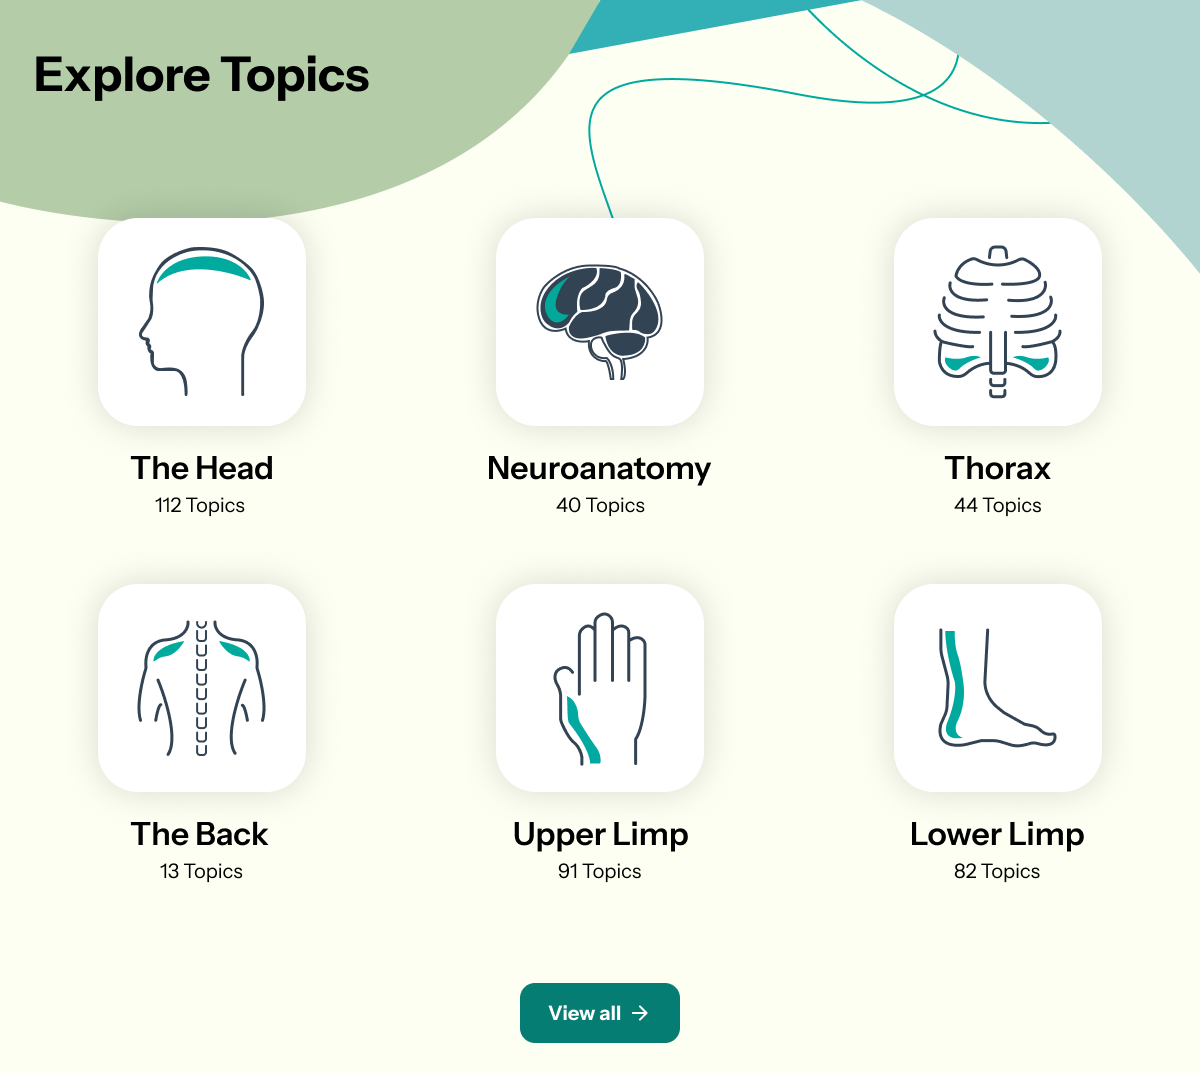 Explore Topics
The Head
112 Topics
Neuroanatomy
40 Topics
Thorax
44 Topics
The Back
13 Topics
Upper Limp
91 Topics
Lower Limp
82 Topics
View all →